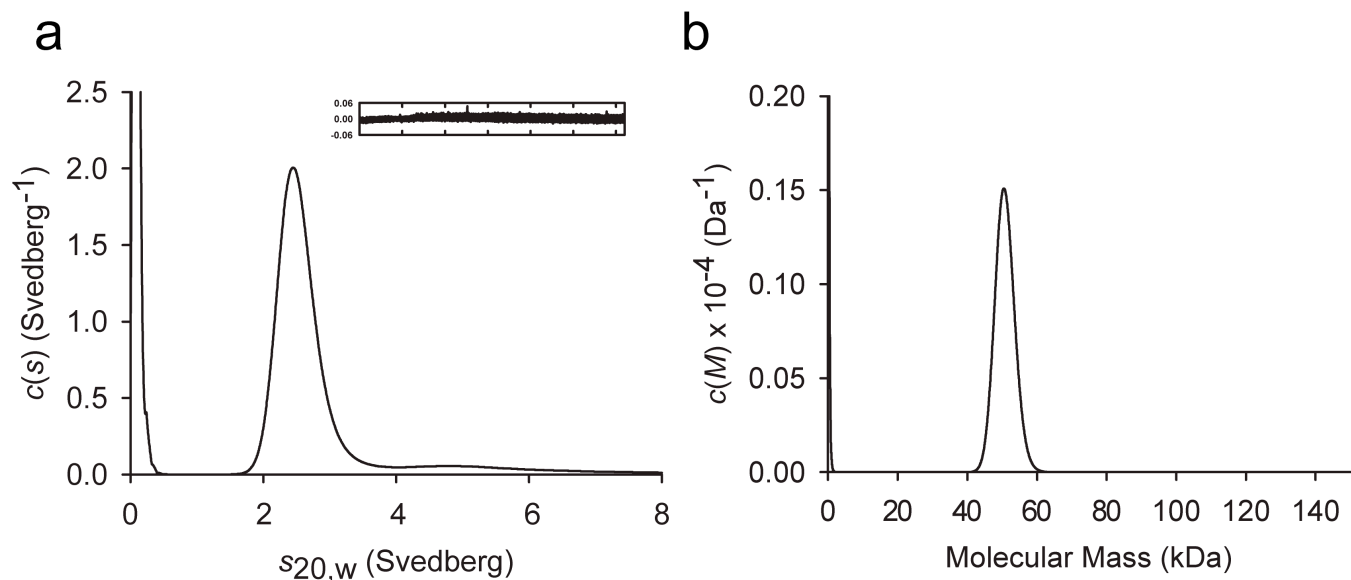 a
c(s) (Svedberg-1)
2.5
2.0
1.5
1.0
0.5
0.0
0.06
0.00
-0.06
0 2 4 6 8
s20,w (Svedberg)
b
c(M) x 10-4 (Da-1)
0.20
0.15
0.10
0.05
0.00
0 20 40 60 80 100 120 140
Molecular Mass (kDa)